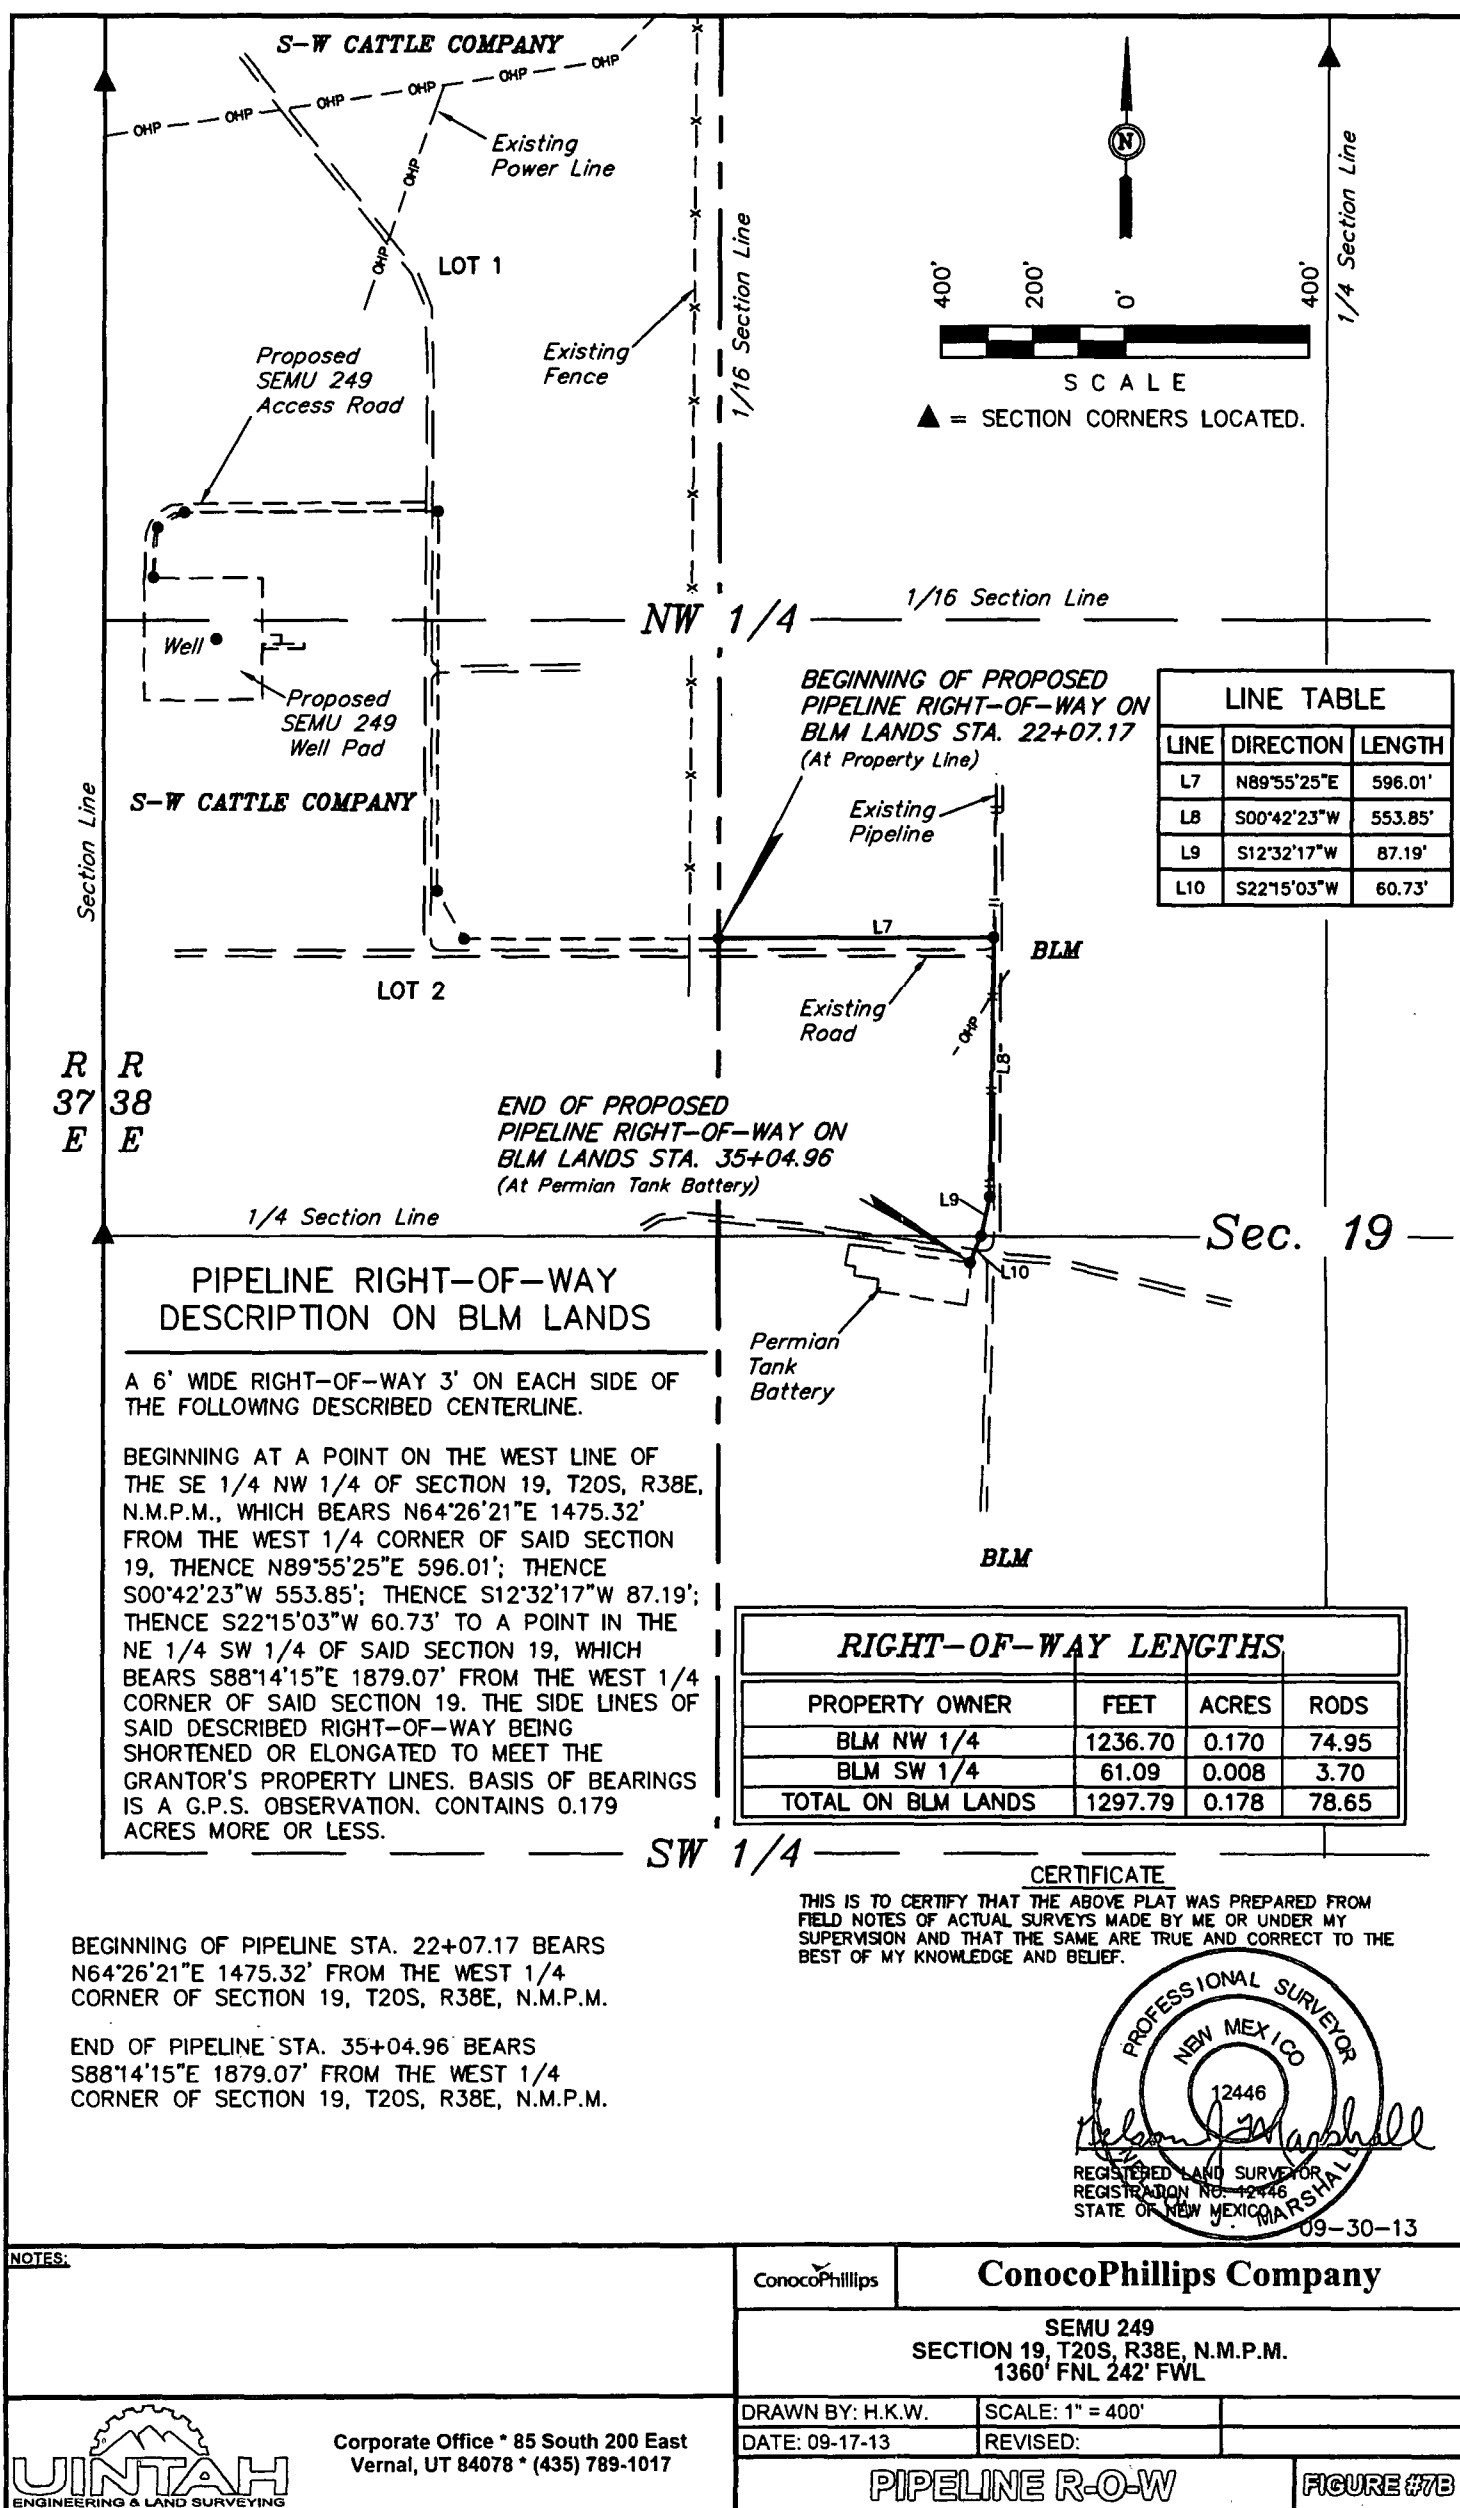 S-W CATTLE COMPANY
OHP
OHP
OHP
OHP
OHP
OHP
OHP
OHP
Existing
Power Line
LOT 1
Existing
Fence
1/16 Section Line
Proposed
SEMU 249
Access Road
N
1/4 Section Line
400'
200'
0'
400'
SCALE
▲ = SECTION CORNERS LOCATED.
NW 1/4
1/16 Section Line
Well
Proposed
SEMU 249
Well Pad
S-W CATTLE COMPANY
Section Line
BEGINNING OF PROPOSED
PIPELINE RIGHT-OF-WAY ON
BLM LANDS STA. 22+07.17
(At Property Line)
LINE TABLE
LINE DIRECTION LENGTH
L7 N89°55'25"E 596.01'
L8 S00°42'23"W 553.85'
L9 S12°32'17"W 87.19'
L10 S22°15'03"W 60.73'
Existing
Pipeline
L7
BLM
LOT 2
Existing
Road
OHP
L8
R R
37 38
E E
END OF PROPOSED
PIPELINE RIGHT-OF-WAY ON
BLM LANDS STA. 35+04.96
(At Permian Tank Battery)
L9
1/4 Section Line
Sec. 19
L10
Permian
Tank
Battery
BLM
PIPELINE RIGHT-OF-WAY
DESCRIPTION ON BLM LANDS
A 6' WIDE RIGHT-OF-WAY 3' ON EACH SIDE OF
THE FOLLOWING DESCRIBED CENTERLINE.
BEGINNING AT A POINT ON THE WEST LINE OF
THE SE 1/4 NW 1/4 OF SECTION 19, T20S, R38E,
N.M.P.M., WHICH BEARS N64°26'21"E 1475.32'
FROM THE WEST 1/4 CORNER OF SAID SECTION
19, THENCE N89°55'25"E 596.01'; THENCE
S00°42'23"W 553.85'; THENCE S12°32'17"W 87.19';
THENCE S22°15'03"W 60.73' TO A POINT IN THE
NE 1/4 SW 1/4 OF SAID SECTION 19, WHICH
BEARS S88°14'15"E 1879.07' FROM THE WEST 1/4
CORNER OF SAID SECTION 19. THE SIDE LINES OF
SAID DESCRIBED RIGHT-OF-WAY BEING
SHORTENED OR ELONGATED TO MEET THE
GRANTOR'S PROPERTY LINES. BASIS OF BEARINGS
IS A G.P.S. OBSERVATION. CONTAINS 0.179
ACRES MORE OR LESS.
RIGHT-OF-WAY LENGTHS
PROPERTY OWNER FEET ACRES RODS
BLM NW 1/4 1236.70 0.170 74.95
BLM SW 1/4 61.09 0.008 3.70
TOTAL ON BLM LANDS 1297.79 0.178 78.65
SW 1/4
CERTIFICATE
THIS IS TO CERTIFY THAT THE ABOVE PLAT WAS PREPARED FROM
FIELD NOTES OF ACTUAL SURVEYS MADE BY ME OR UNDER MY
SUPERVISION AND THAT THE SAME ARE TRUE AND CORRECT TO THE
BEST OF MY KNOWLEDGE AND BELIEF.
BEGINNING OF PIPELINE STA. 22+07.17 BEARS
N64°26'21"E 1475.32' FROM THE WEST 1/4
CORNER OF SECTION 19, T20S, R38E, N.M.P.M.
END OF PIPELINE STA. 35+04.96 BEARS
S88°14'15"E 1879.07' FROM THE WEST 1/4
CORNER OF SECTION 19, T20S, R38E, N.M.P.M.
PROFESSIONAL SURVEYOR
NEW MEXICO
12446
NELSON J. MARSHALL
Nelson J. Marshall
REGISTERED LAND SURVEYOR
REGISTRATION NO. 12446
STATE OF NEW MEXICO
09-30-13
NOTES:
ConocoPhillips
ConocoPhillips Company
SEMU 249
SECTION 19, T20S, R38E, N.M.P.M.
1360' FNL 242' FWL
DRAWN BY: H.K.W.
SCALE: 1" = 400'
DATE: 09-17-13
REVISED:
UINTAH
ENGINEERING & LAND SURVEYING
Corporate Office * 85 South 200 East
Vernal, UT 84078 * (435) 789-1017
PIPELINE R-O-W
FIGURE #7B